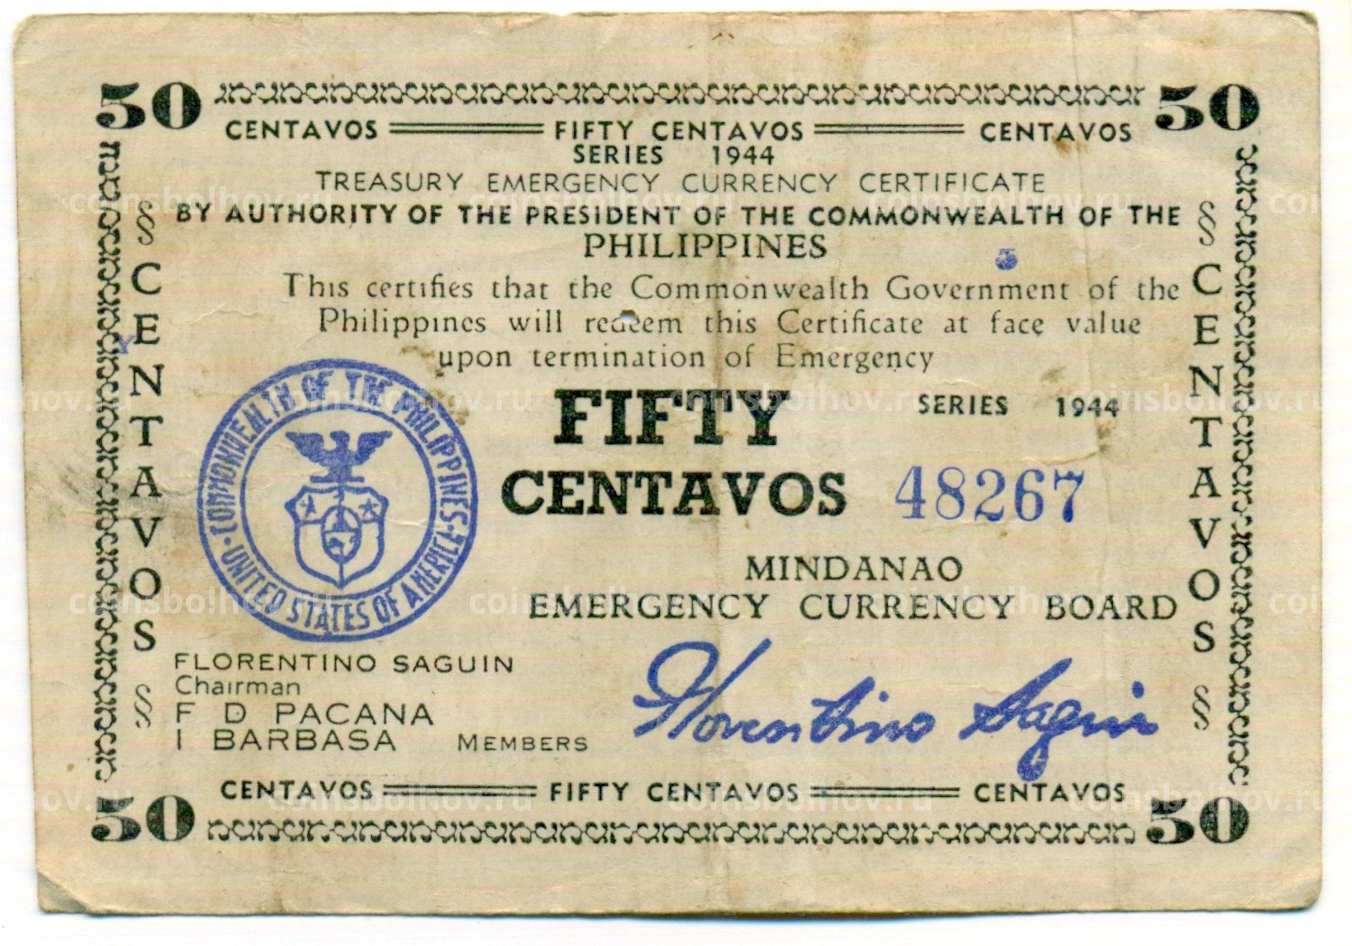 50 50
CENTAVOS FIFTY CENTAVOS CENTAVOS
SERIES 1944
TREASURY EMERGENCY CURRENCY CERTIFICATE
BY AUTHORITY OF THE PRESIDENT OF THE COMMONWEALTH OF THE
PHILIPPINES
This certifies that the Commonwealth Government of the
Philippines will redeem this Certificate at face value
upon termination of Emergency
§ CENTAVOS §
§ CENTAVOS §
COMMONWEALTH OF THE PHILIPPINES
UNITED STATES OF AMERICA
FIFTY
CENTAVOS
SERIES 1944
48267
MINDANAO
EMERGENCY CURRENCY BOARD
FLORENTINO SAGUIN
Chairman
F D PACANA
I BARBASA MEMBERS
Florentino Saguin
CENTAVOS FIFTY CENTAVOS CENTAVOS
50 50
coinsbolhov.ru